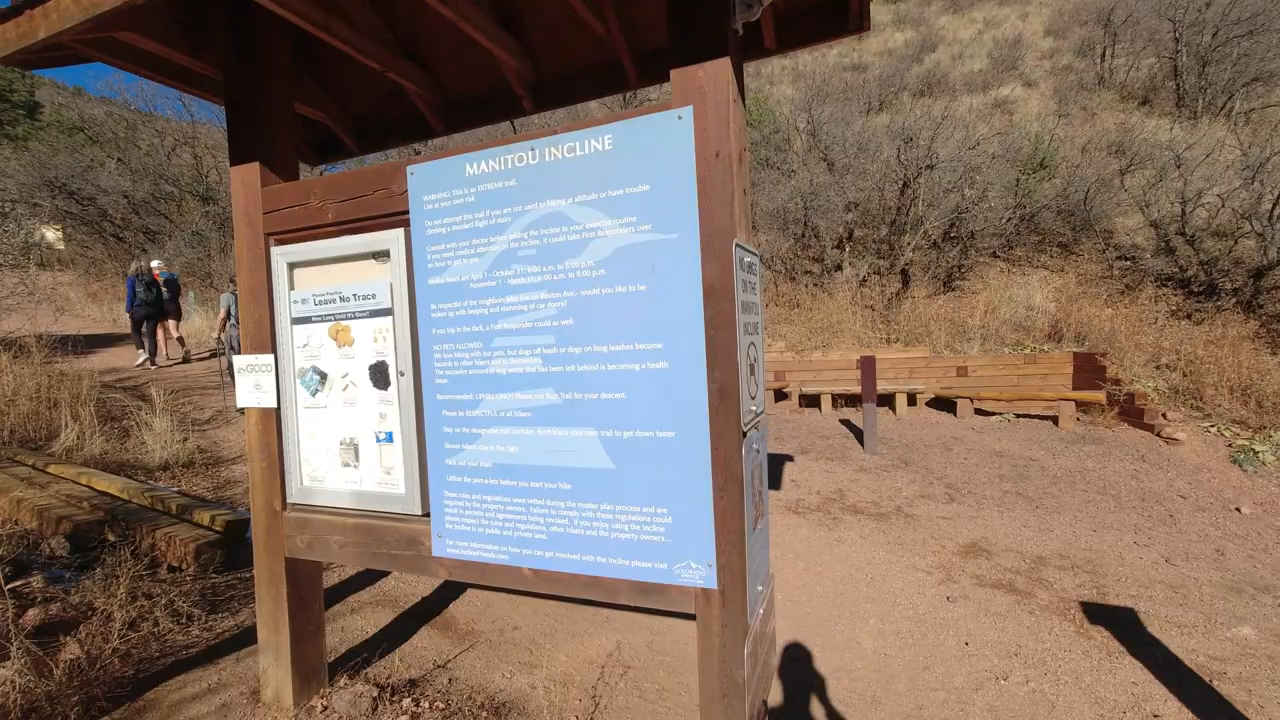 MANITOU INCLINE
WARNING: This is an EXTREME trail.
Use at your own risk
Do not attempt this trail if you are not used to hiking at altitude or have trouble
climbing a standard flight of stairs
Consult with your doctor before adding the Incline to your exercise routine
If you need medical attention on the Incline, it could take First Responders over
an hour to get to you
Incline hours are April 1 - October 31: 6:00 a.m. to 8:00 p.m.
November 1 - March 31: 6:00 a.m. to 6:00 p.m.
Be respectful of the neighbors who live on Ruxton Ave.- would you like to be
woken up with beeping and slamming of car doors?
If you trip in the dark, a First Responder could as well
NO PETS ALLOWED:
We love hiking with our pets, but dogs off leash or dogs on long leashes become
hazards to other hikers and to themselves.
The excessive amount of dog waste that has been left behind is becoming a health
issue.
Recommended: UPHILL ONLY! Please use Barr Trail for your descent.
Please be RESPECTFUL of all hikers:
Stay on the designated trail corridor, don't blaze your own trail to get down faster
Slower hikers stay to the right
Pack out your trash
Utilize the port-a-lets before you start your hike
These rules and regulations were vetted during the master plan process and are
required by the property owners. Failure to comply with these regulations could
result in permits and agreements being revoked. If you enjoy using the Incline
please respect the rules and regulations, other hikers and the property owners...
the Incline is on public and private land.
For more information on how you can get involved with the Incline please visit
www.inclinefriends.com
COLORADO
Please Practice
Leave No Trace
How Long Until It's Gone?
GOCO
NO DOGS
ON THE
MANITOU
INCLINE